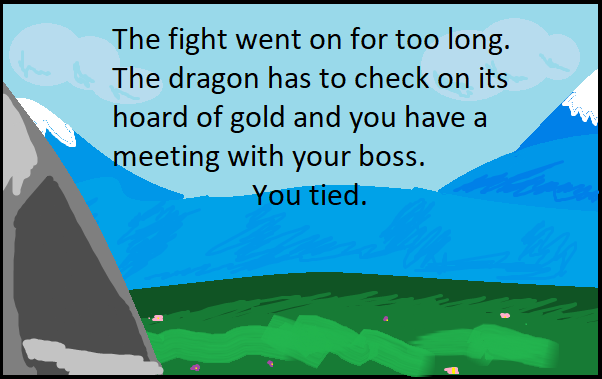 The fight went on for too long.
The dragon has to check on its
hoard of gold and you have a
meeting with your boss.
You tied.